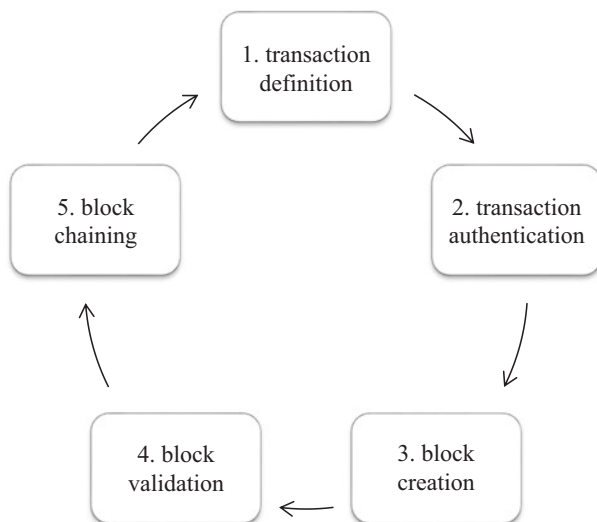 1. transaction
definition
2. transaction
authentication
3. block
creation
4. block
validation
5. block
chaining